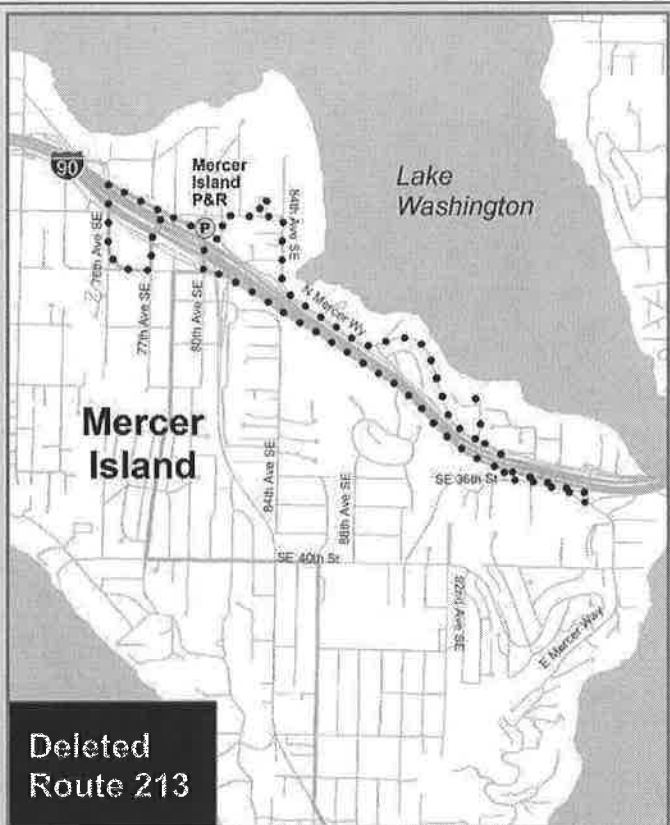 90
Mercer
Island
P&R
P
Lake
Washington
84th Ave SE
76th Ave SE
77th Ave SE
80th Ave SE
N Mercer Wy
Mercer
Island
84th Ave SE
88th Ave SE
SE 36th St
SE 40th St
92nd Ave SE
E Mercer Way
Deleted
Route 213